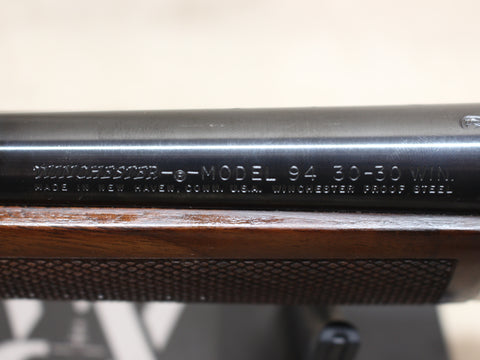 WINCHESTER-®-MODEL 94 30-30 WIN.
MADE IN NEW HAVEN, CONN. U.S.A. WINCHESTER PROOF STEEL